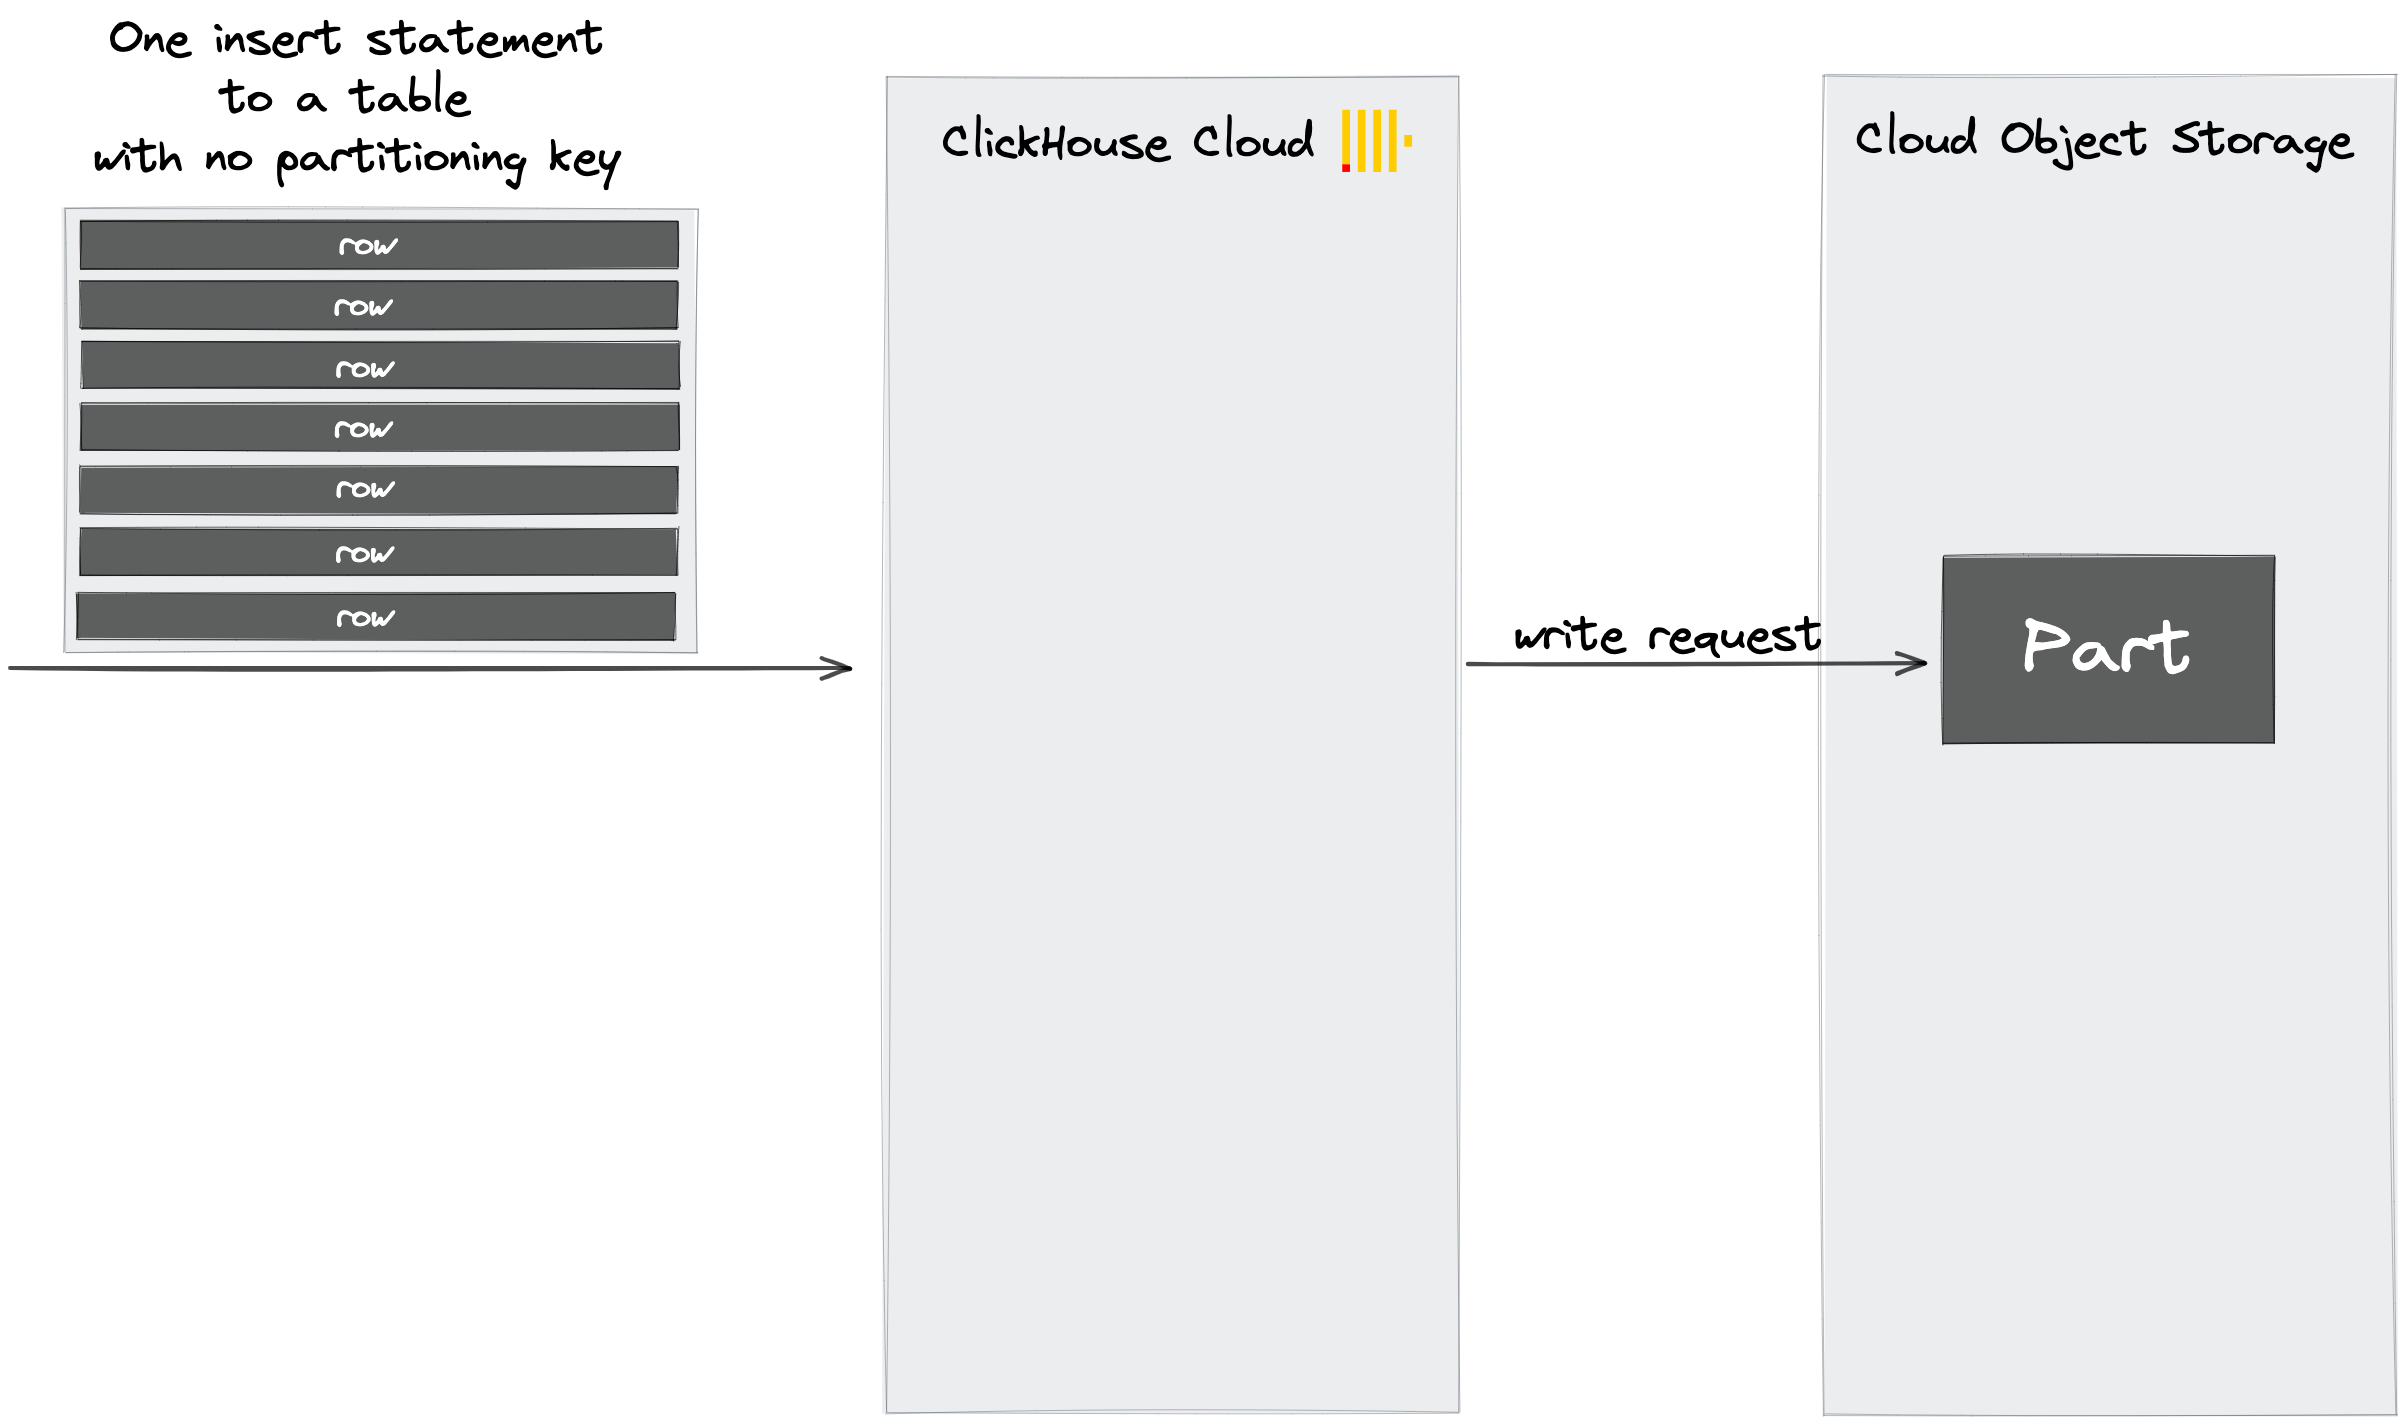 One insert statement
to a table
with no partitioning key
row
row
row
row
row
row
row
ClickHouse Cloud
write request
Cloud Object Storage
Part